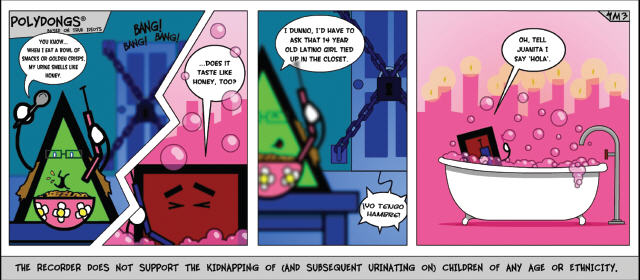 POLYDONGS®
BASED ON TRUE IDIOTS
YOU KNOW...
WHEN I EAT A BOWL OF
SMACKS OR GOLDEN CRISPS,
MY URINE SMELLS LIKE
HONEY.
BANG!
BANG!
BANG!
...DOES IT
TASTE LIKE
HONEY, TOO?
I DUNNO, I'D HAVE TO
ASK THAT 14 YEAR
OLD LATINO GIRL TIED
UP IN THE CLOSET.
¡YO TENGO
HAMBRE!
OH, TELL
JUANITA I
SAY 'HOLA'.
THE RECORDER DOES NOT SUPPORT THE KIDNAPPING OF (AND SUBSEQUENT URINATING ON) CHILDREN OF ANY AGE OR ETHNICITY.